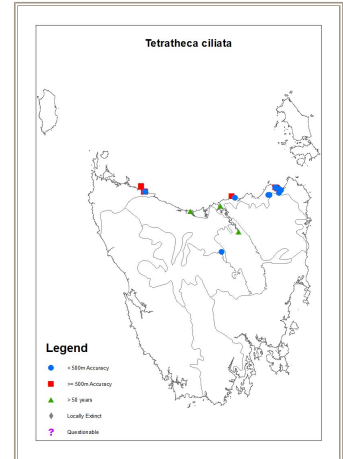 Tetratheca ciliata
Legend
< 500m Accuracy
>= 500m Accuracy
> 50 years
Locally Extinct
? Questionable